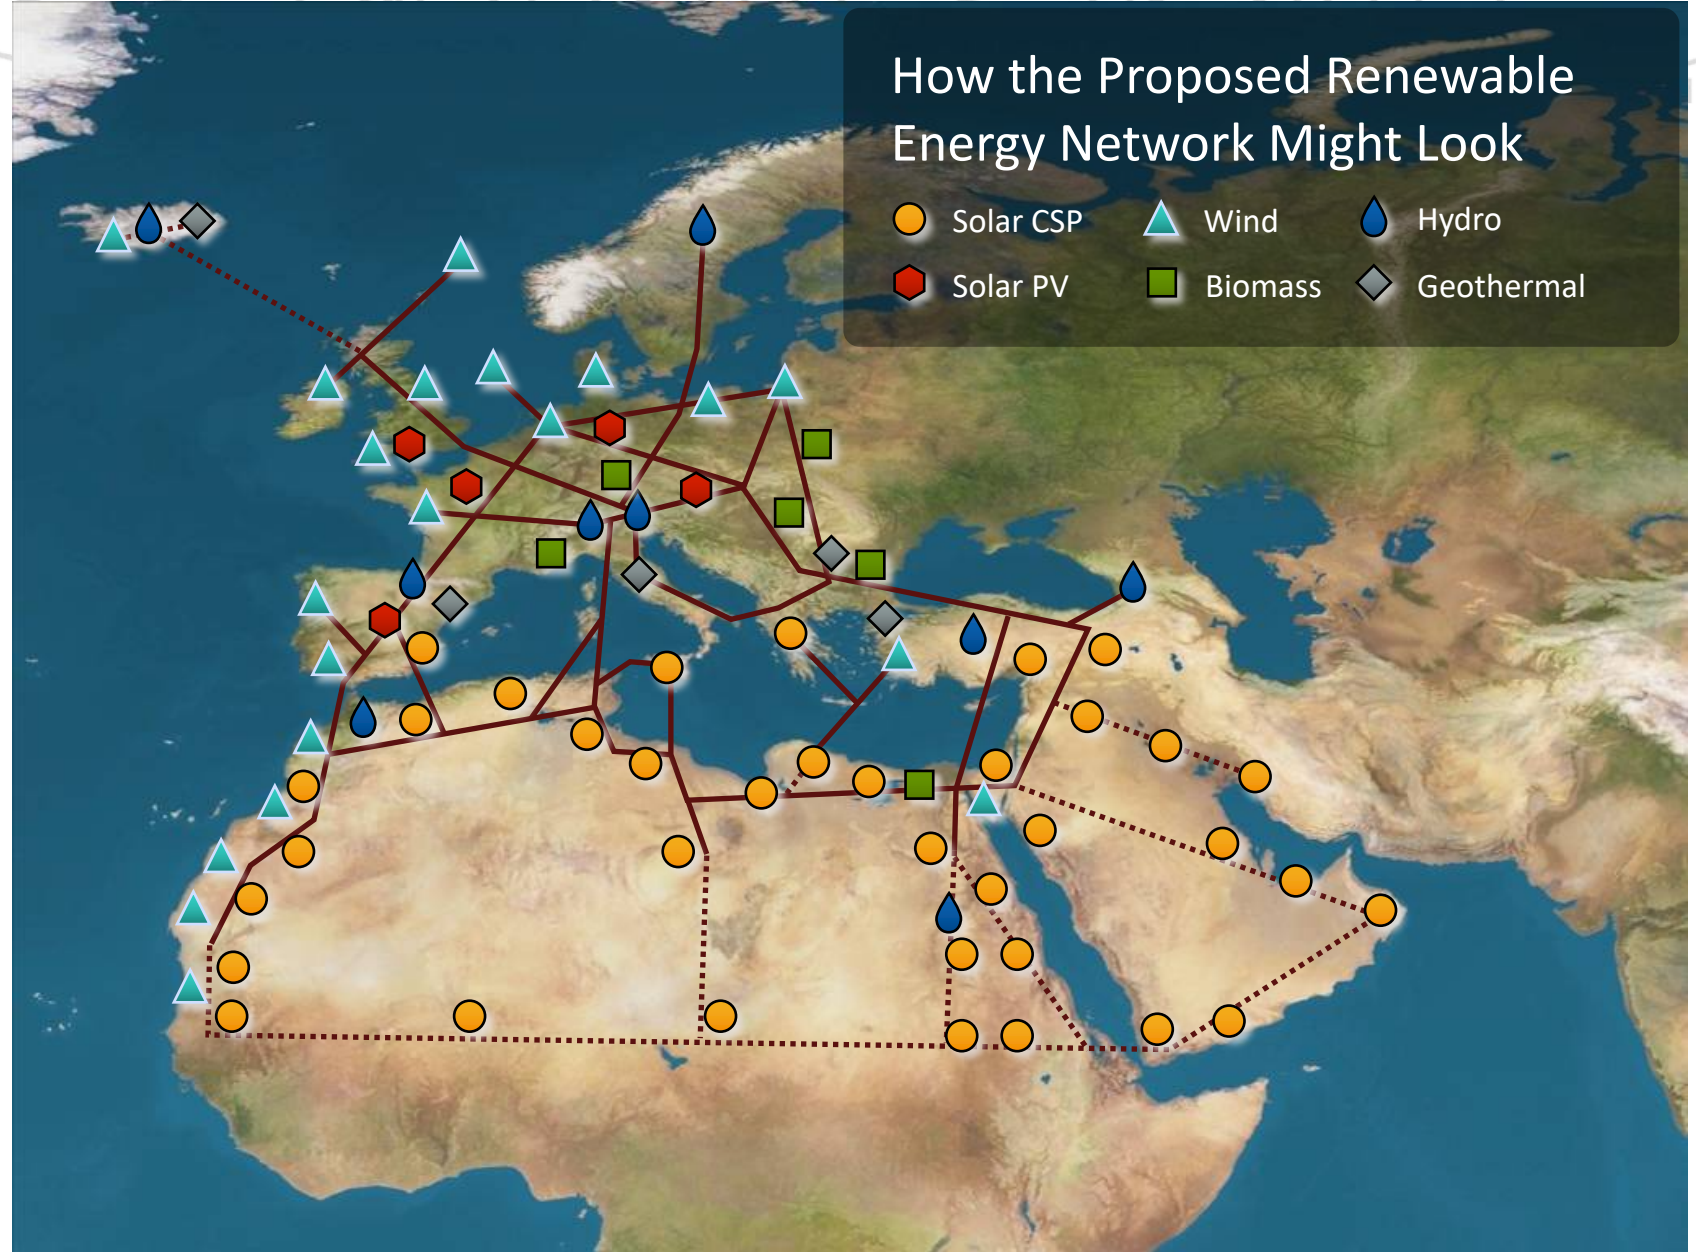 How the Proposed Renewable
Energy Network Might Look
Solar CSP Wind Hydro
Solar PV Biomass Geothermal